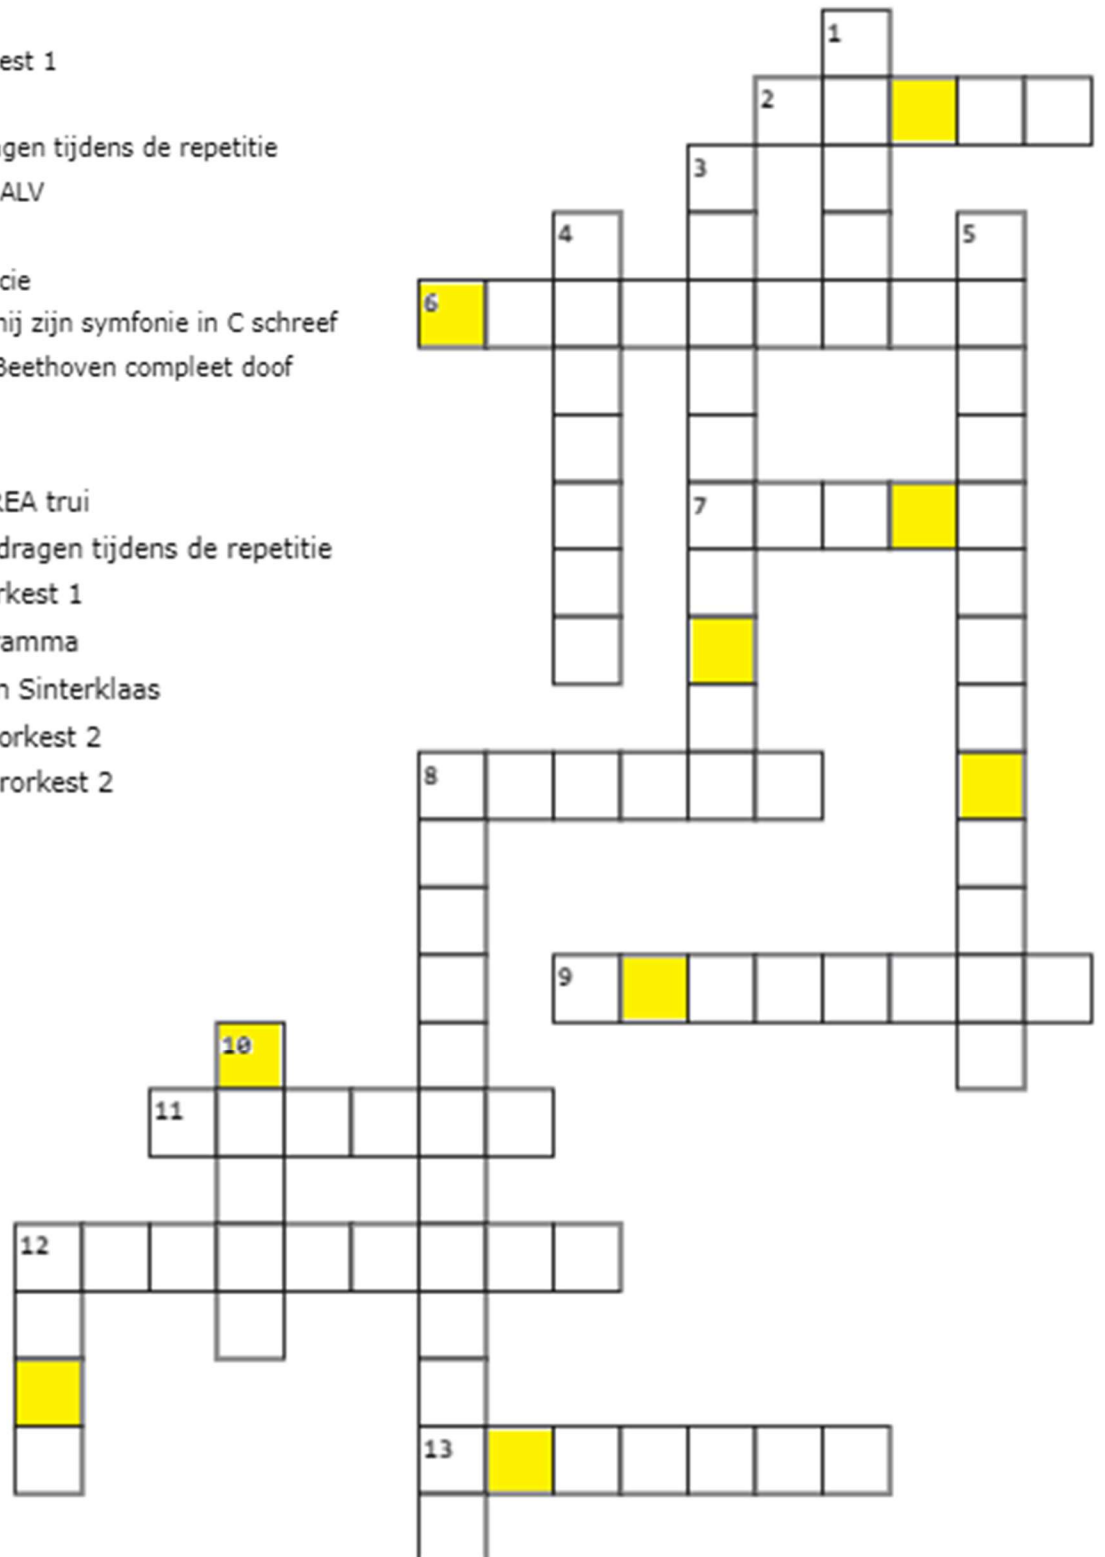 est 1
gen tijdens de repetitie
ALV
cie
nij zijn symfonie in C schreef
Beethoven compleet doof
REA trui
dragen tijdens de repetitie
rkest 1
ramma
n Sinterklaas
orkest 2
rorkest 2
1
2
3
4
5
6
7
8
9
10
11
12
13